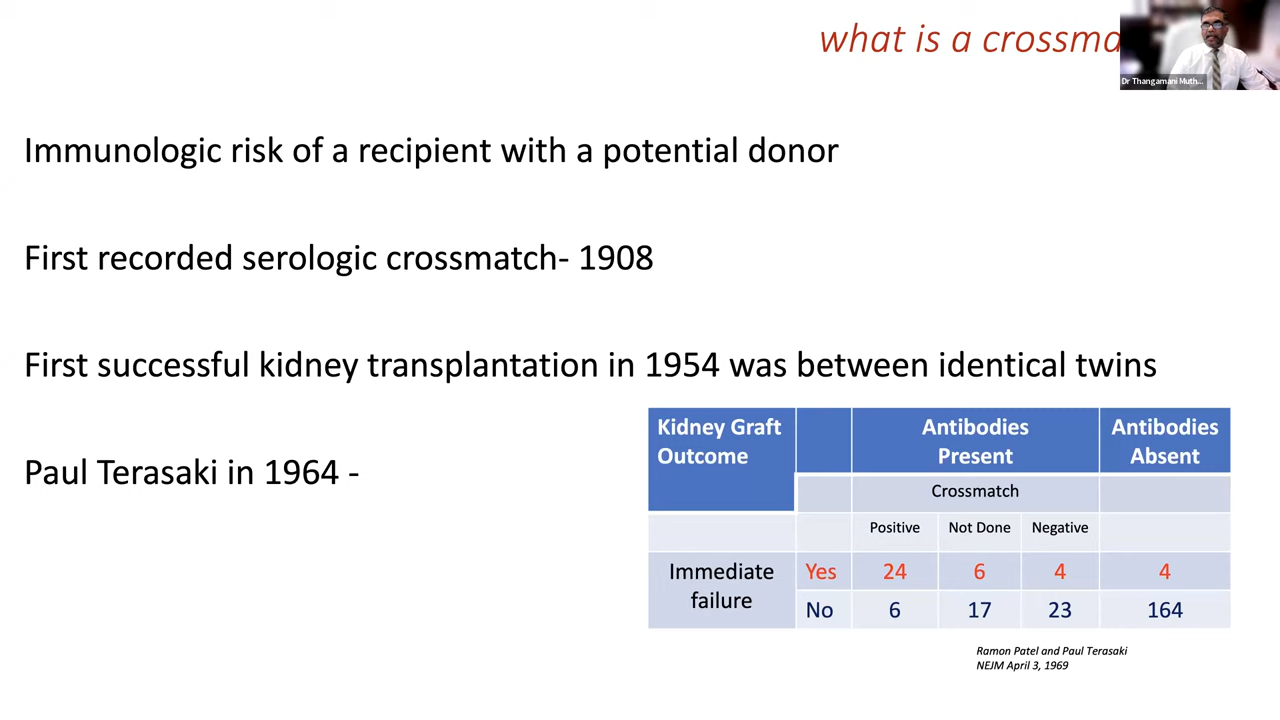 what is a crossma
Dr Thangamani Muth...
Immunologic risk of a recipient with a potential donor
First recorded serologic crossmatch- 1908
First successful kidney transplantation in 1954 was between identical twins
Paul Terasaki in 1964 -
Kidney Graft Outcome Antibodies Present Antibodies Absent
Crossmatch
Positive Not Done Negative
Immediate failure Yes 24 6 4 4
No 6 17 23 164
Ramon Patel and Paul Terasaki
NEJM April 3, 1969